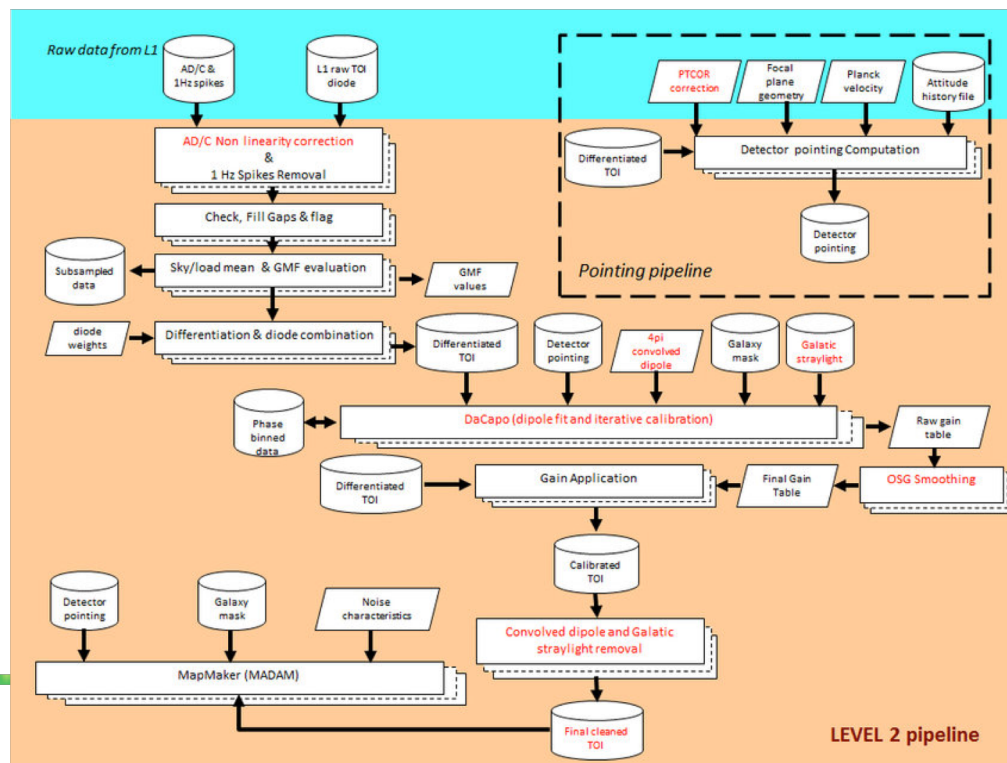 Raw data from L1
AD/C &
1Hz spikes
L1 raw TOI
diode
PTCOR
correction
Focal
plane
geometry
Planck
velocity
Attitude
history file
AD/C Non linearity correction
&
1 Hz Spikes Removal
Differentiated
TOI
Detector pointing Computation
Check, Fill Gaps & flag
Detector
pointing
Subsampled
data
Sky/load mean & GMF evaluation
GMF
values
Pointing pipeline
diode
weights
Differentiation & diode combination
Differentiated
TOI
Detector
pointing
4pi
convolved
dipole
Galaxy
mask
Galatic
straylight
Phase
binned
data
DaCapo (dipole fit and iterative calibration)
Raw gain
table
Differentiated
TOI
Gain Application
Final Gain
Table
OSG Smoothing
Calibrated
TOI
Detector
pointing
Galaxy
mask
Noise
characteristics
Convolved dipole and Galatic
straylight removal
MapMaker (MADAM)
Final cleaned
TOI
LEVEL 2 pipeline